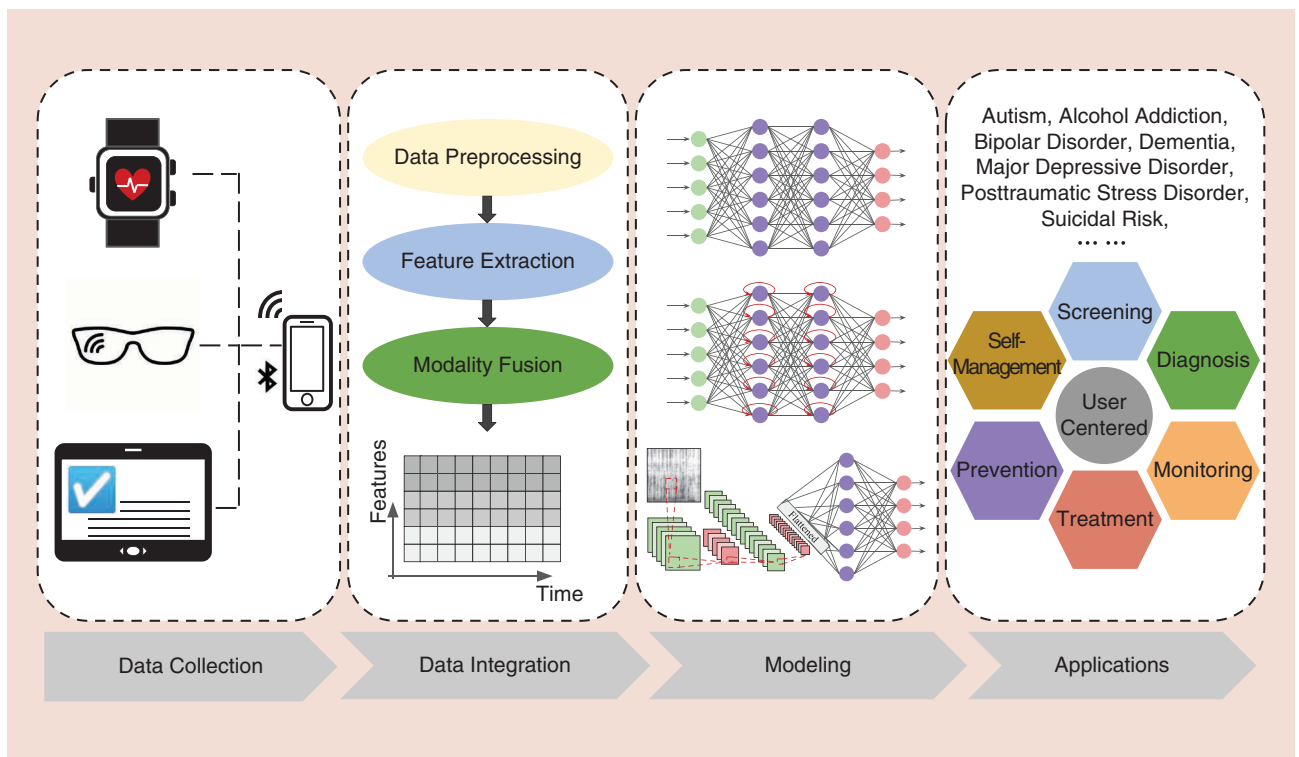 Data Preprocessing
Feature Extraction
Modality Fusion
Features
Time
Flattened
Autism, Alcohol Addiction,
Bipolar Disorder, Dementia,
Major Depressive Disorder,
Posttraumatic Stress Disorder,
Suicidal Risk,
... ...
Screening
Self-
Management
Diagnosis
User
Centered
Prevention
Monitoring
Treatment
Data Collection
Data Integration
Modeling
Applications